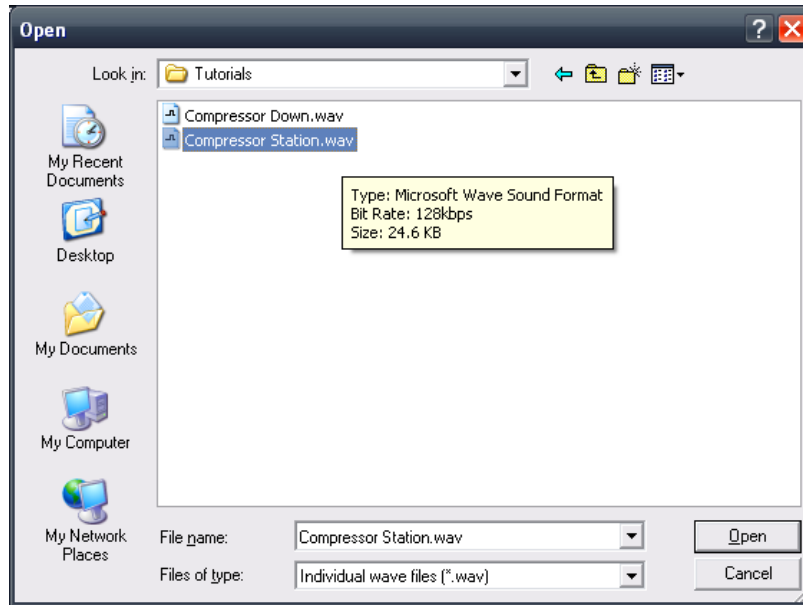 Open
Look in:
Tutorials
My Recent
Documents
Desktop
My Documents
My Computer
My Network
Places
Compressor Down.wav
Compressor Station.wav
Type: Microsoft Wave Sound Format
Bit Rate: 128kbps
Size: 24.6 KB
File name:
Compressor Station.wav
Open
Files of type:
Individual wave files (*.wav)
Cancel